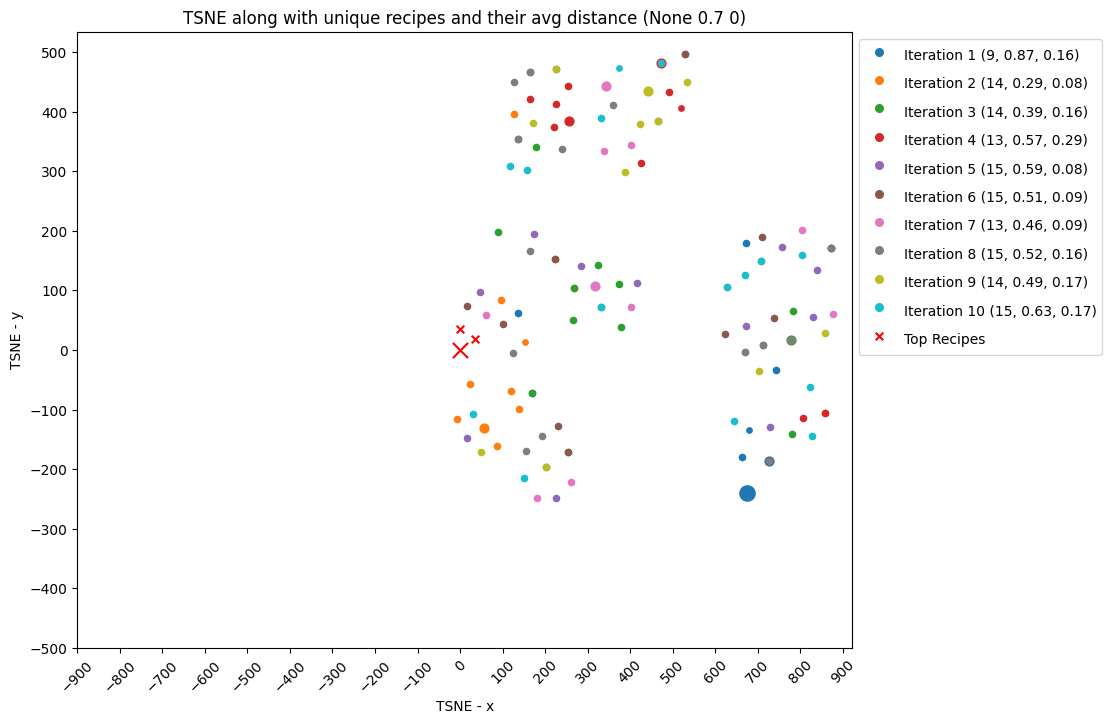 TSNE along with unique recipes and their avg distance (None 0.7 0)
500
400
300
200
100
0
−100
−200
−300
−400
−500
TSNE - y
−900
−800
−700
−600
−500
−400
−300
−200
−100
0
100
200
300
400
500
600
700
800
900
TSNE - x
Iteration 1 (9, 0.87, 0.16)
Iteration 2 (14, 0.29, 0.08)
Iteration 3 (14, 0.39, 0.16)
Iteration 4 (13, 0.57, 0.29)
Iteration 5 (15, 0.59, 0.08)
Iteration 6 (15, 0.51, 0.09)
Iteration 7 (13, 0.46, 0.09)
Iteration 8 (15, 0.52, 0.16)
Iteration 9 (14, 0.49, 0.17)
Iteration 10 (15, 0.63, 0.17)
Top Recipes